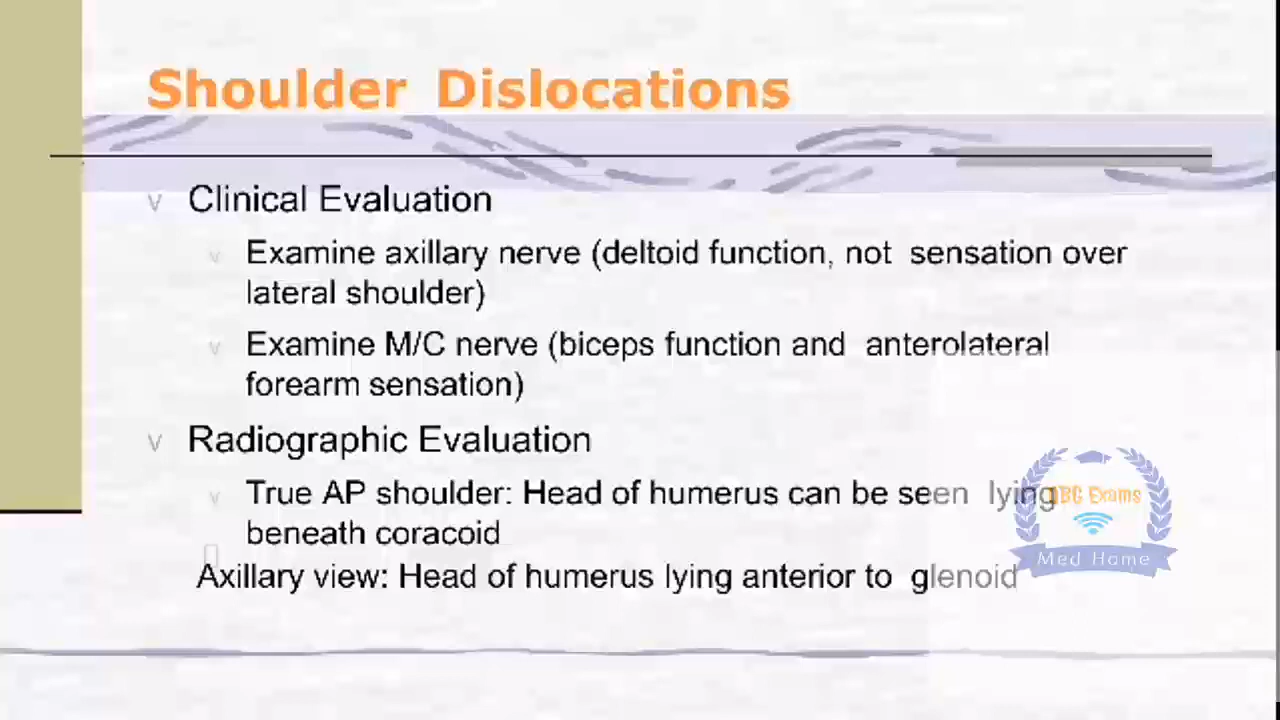 Shoulder Dislocations
v Clinical Evaluation
v Examine axillary nerve (deltoid function, not sensation over
lateral shoulder)
v Examine M/C nerve (biceps function and anterolateral
forearm sensation)
v Radiographic Evaluation
v True AP shoulder: Head of humerus can be seen lying
beneath coracoid
Axillary view: Head of humerus lying anterior to glenoid
Exams
Med Home